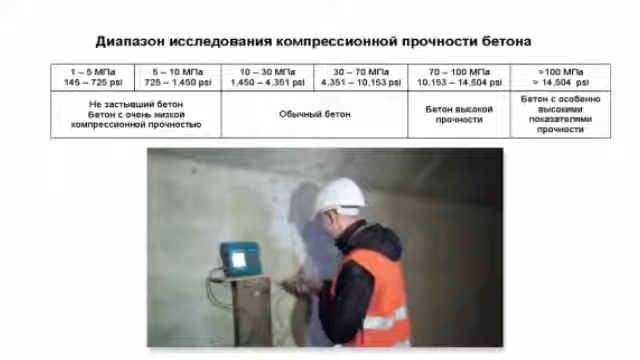 Диапазон исследования компрессионной прочности бетона
1 – 5 МПа
145 – 725 psi
5 – 10 МПа
725 – 1,450 psi
10 – 30 МПа
1,450 – 4,351 psi
30 – 70 МПа
4,351 – 10,153 psi
70 – 100 МПа
10,153 – 14,504 psi
>100 МПа
> 14,504 psi
Не застывший бетон
Бетон с очень низкой
компрессионной прочностью
Обычный бетон
Бетон высокой
прочности
Бетон с особенно
высокими
показателями
прочности